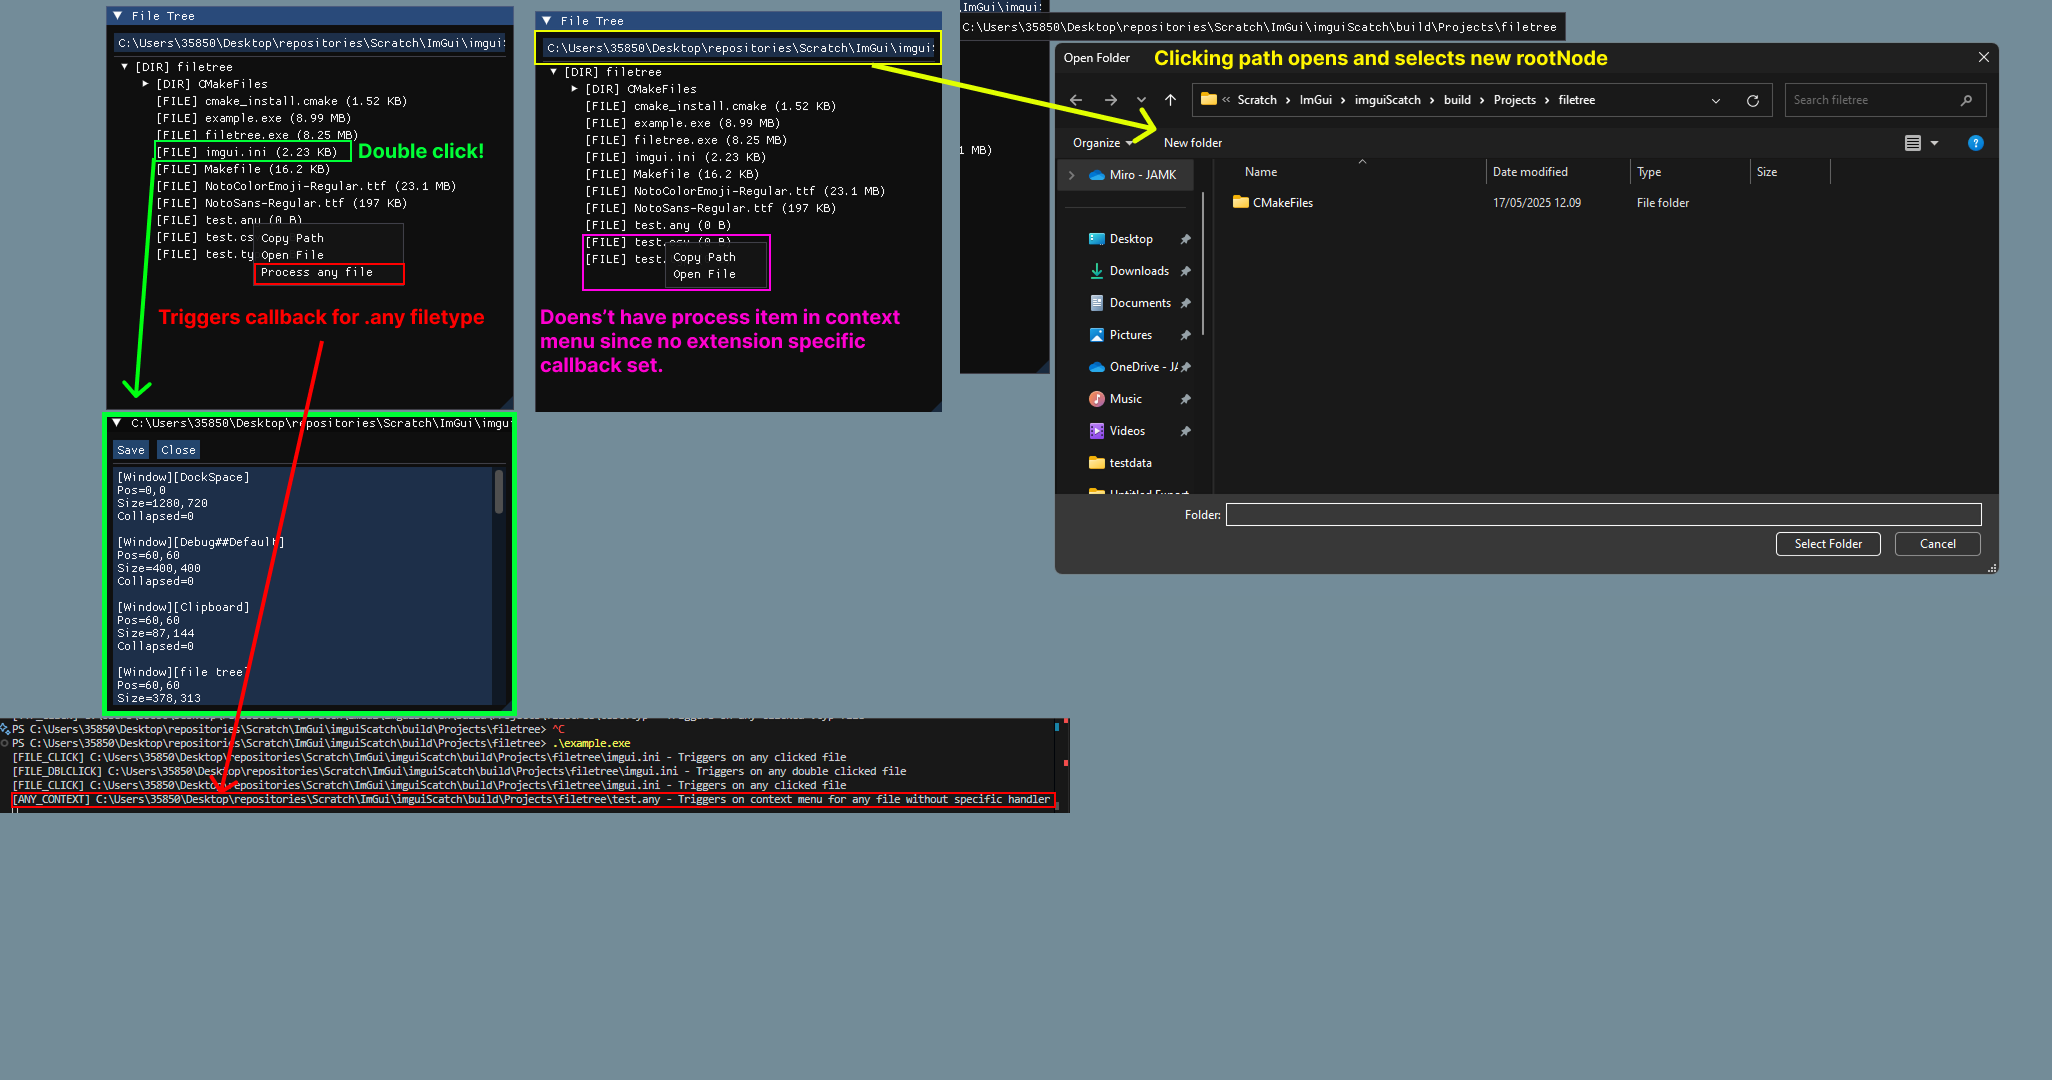 File Tree
C:\Users\35850\Desktop\repositories\Scratch\ImGui\imgui
[DIR] filetree
[DIR] CMakeFiles
[FILE] cmake_install.cmake (1.52 KB)
[FILE] example.exe (8.99 MB)
[FILE] filetree.exe (8.25 MB)
[FILE] imgui.ini (2.23 KB)
Double click!
[FILE] Makefile (16.2 KB)
[FILE] NotoColorEmoji-Regular.ttf (23.1 MB)
[FILE] NotoSans-Regular.ttf (197 KB)
[FILE] test.any (0 B)
[FILE] test.cs
[FILE] test.ty
Copy Path
Open File
Process any file
Triggers callback for .any filetype
File Tree
C:\Users\35850\Desktop\repositories\Scratch\ImGui\imgui
[DIR] filetree
[DIR] CMakeFiles
[FILE] cmake_install.cmake (1.52 KB)
[FILE] example.exe (8.99 MB)
[FILE] filetree.exe (8.25 MB)
[FILE] imgui.ini (2.23 KB)
[FILE] Makefile (16.2 KB)
[FILE] NotoColorEmoji-Regular.ttf (23.1 MB)
[FILE] NotoSans-Regular.ttf (197 KB)
[FILE] test.any (0 B)
[FILE] (0 B)
[FILE] test.
Copy Path
Open File
Doens't have process item in context
menu since no extension specific
callback set.
.ImGui\imgui
C:\Users\35850\Desktop\repositories\Scratch\ImGui\imguiScatch\build\Projects\filetree
1 MB)
Open Folder
Clicking path opens and selects new rootNode
« Scratch › ImGui › imguiScatch › build › Projects › filetree
Search filetree
Organize
New folder
Miro - JAMK
Desktop
Downloads
Documents
Pictures
OneDrive - JA
Music
Videos
testdata
Untitled Export
Name
Date modified
Type
Size
CMakeFiles
17/05/2025 12.09
File folder
Folder:
Select Folder
Cancel
C:\Users\35850\Desktop\repositories\Scratch\ImGui\imgu
Save
Close
[Window][DockSpace]
Pos=0,0
Size=1280,720
Collapsed=0
[Window][Debug##Default]
Pos=60,60
Size=400,400
Collapsed=0
[Window][Clipboard]
Pos=60,60
Size=87,144
Collapsed=0
[Window][file tree]
Pos=60,60
Size=378,313
PS C:\Users\35850\Desktop\repositories\Scratch\ImGui\imguiScatch\build\Projects\filetree> ^C
PS C:\Users\35850\Desktop\repositories\Scratch\ImGui\imguiScatch\build\Projects\filetree> .\example.exe
[FILE_CLICK] C:\Users\35850\Desktop\repositories\Scratch\ImGui\imguiScatch\build\Projects\filetree\imgui.ini - Triggers on any clicked file
[FILE_DBLCLICK] C:\Users\35850\Desktop\repositories\Scratch\ImGui\imguiScatch\build\Projects\filetree\imgui.ini - Triggers on any double clicked file
[FILE_CLICK] C:\Users\35850\Desktop\repositories\Scratch\ImGui\imguiScatch\build\Projects\filetree\imgui.ini - Triggers on any clicked file
[ANY_CONTEXT] C:\Users\35850\Desktop\repositories\Scratch\ImGui\imguiScatch\build\Projects\filetree\test.any - Triggers on context menu for any file without specific handler